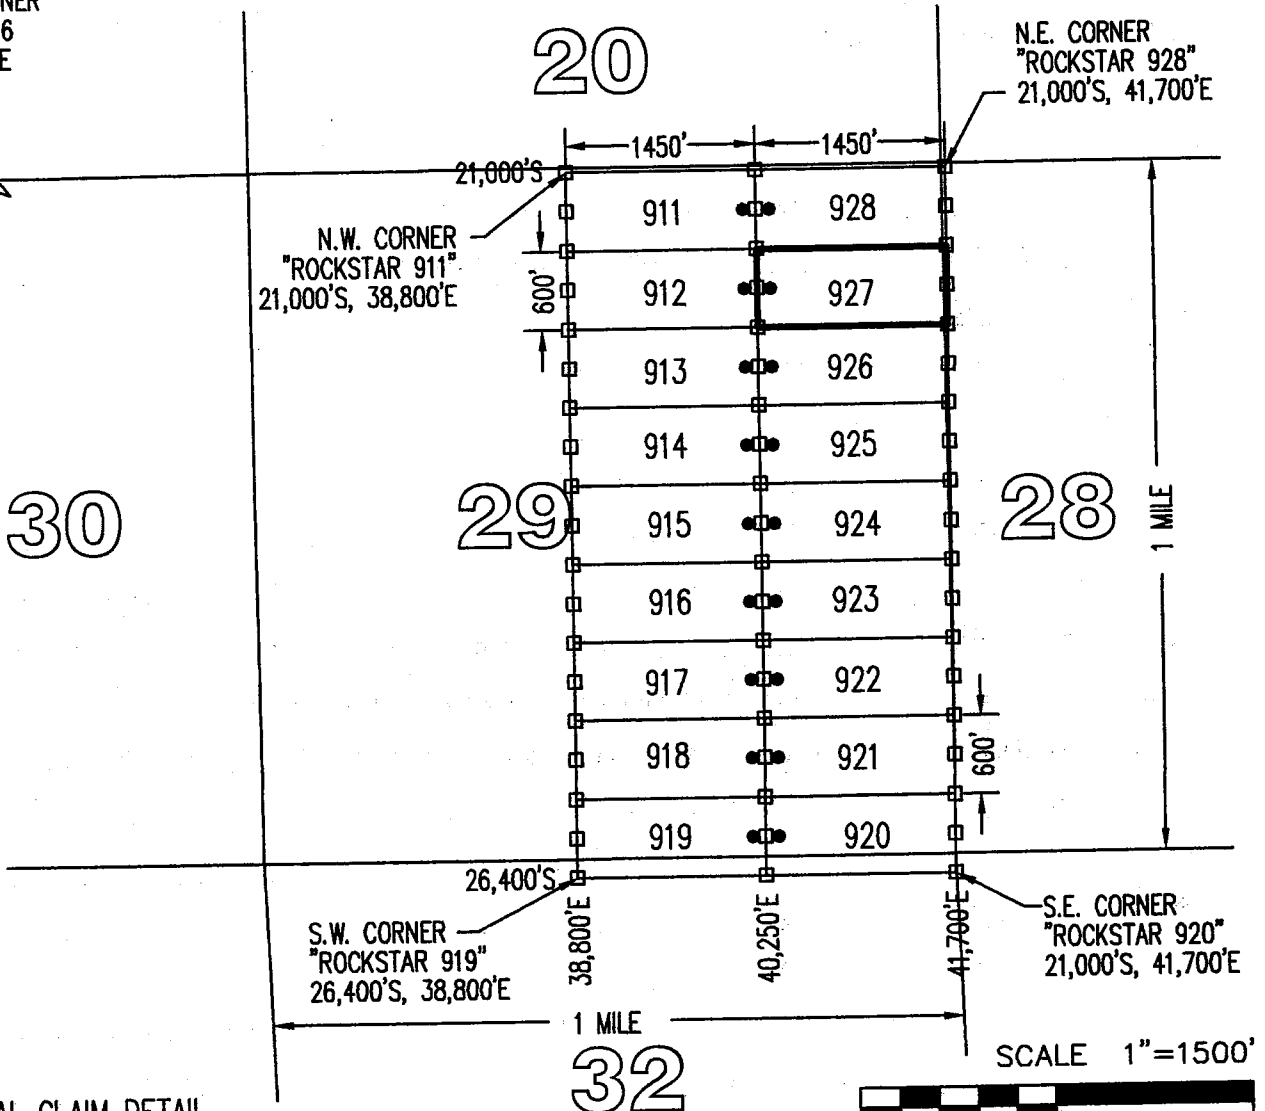 6
E
20
N.E. CORNER
"ROCKSTAR 928"
21,000'S, 41,700'E
1450'
1450'
21,000'S
N.W. CORNER
"ROCKSTAR 911"
21,000'S, 38,800'E
600'
911
928
912
927
913
926
914
925
915
924
916
923
917
922
918
921
919
920
30
29
28
1 MILE
600'
26,400'S
S.W. CORNER
"ROCKSTAR 919"
26,400'S, 38,800'E
38,800'E
40,250'E
41,700'E
S.E. CORNER
"ROCKSTAR 920"
21,000'S, 41,700'E
1 MILE
32
SCALE 1"=1500'
CLAIM DETAIL